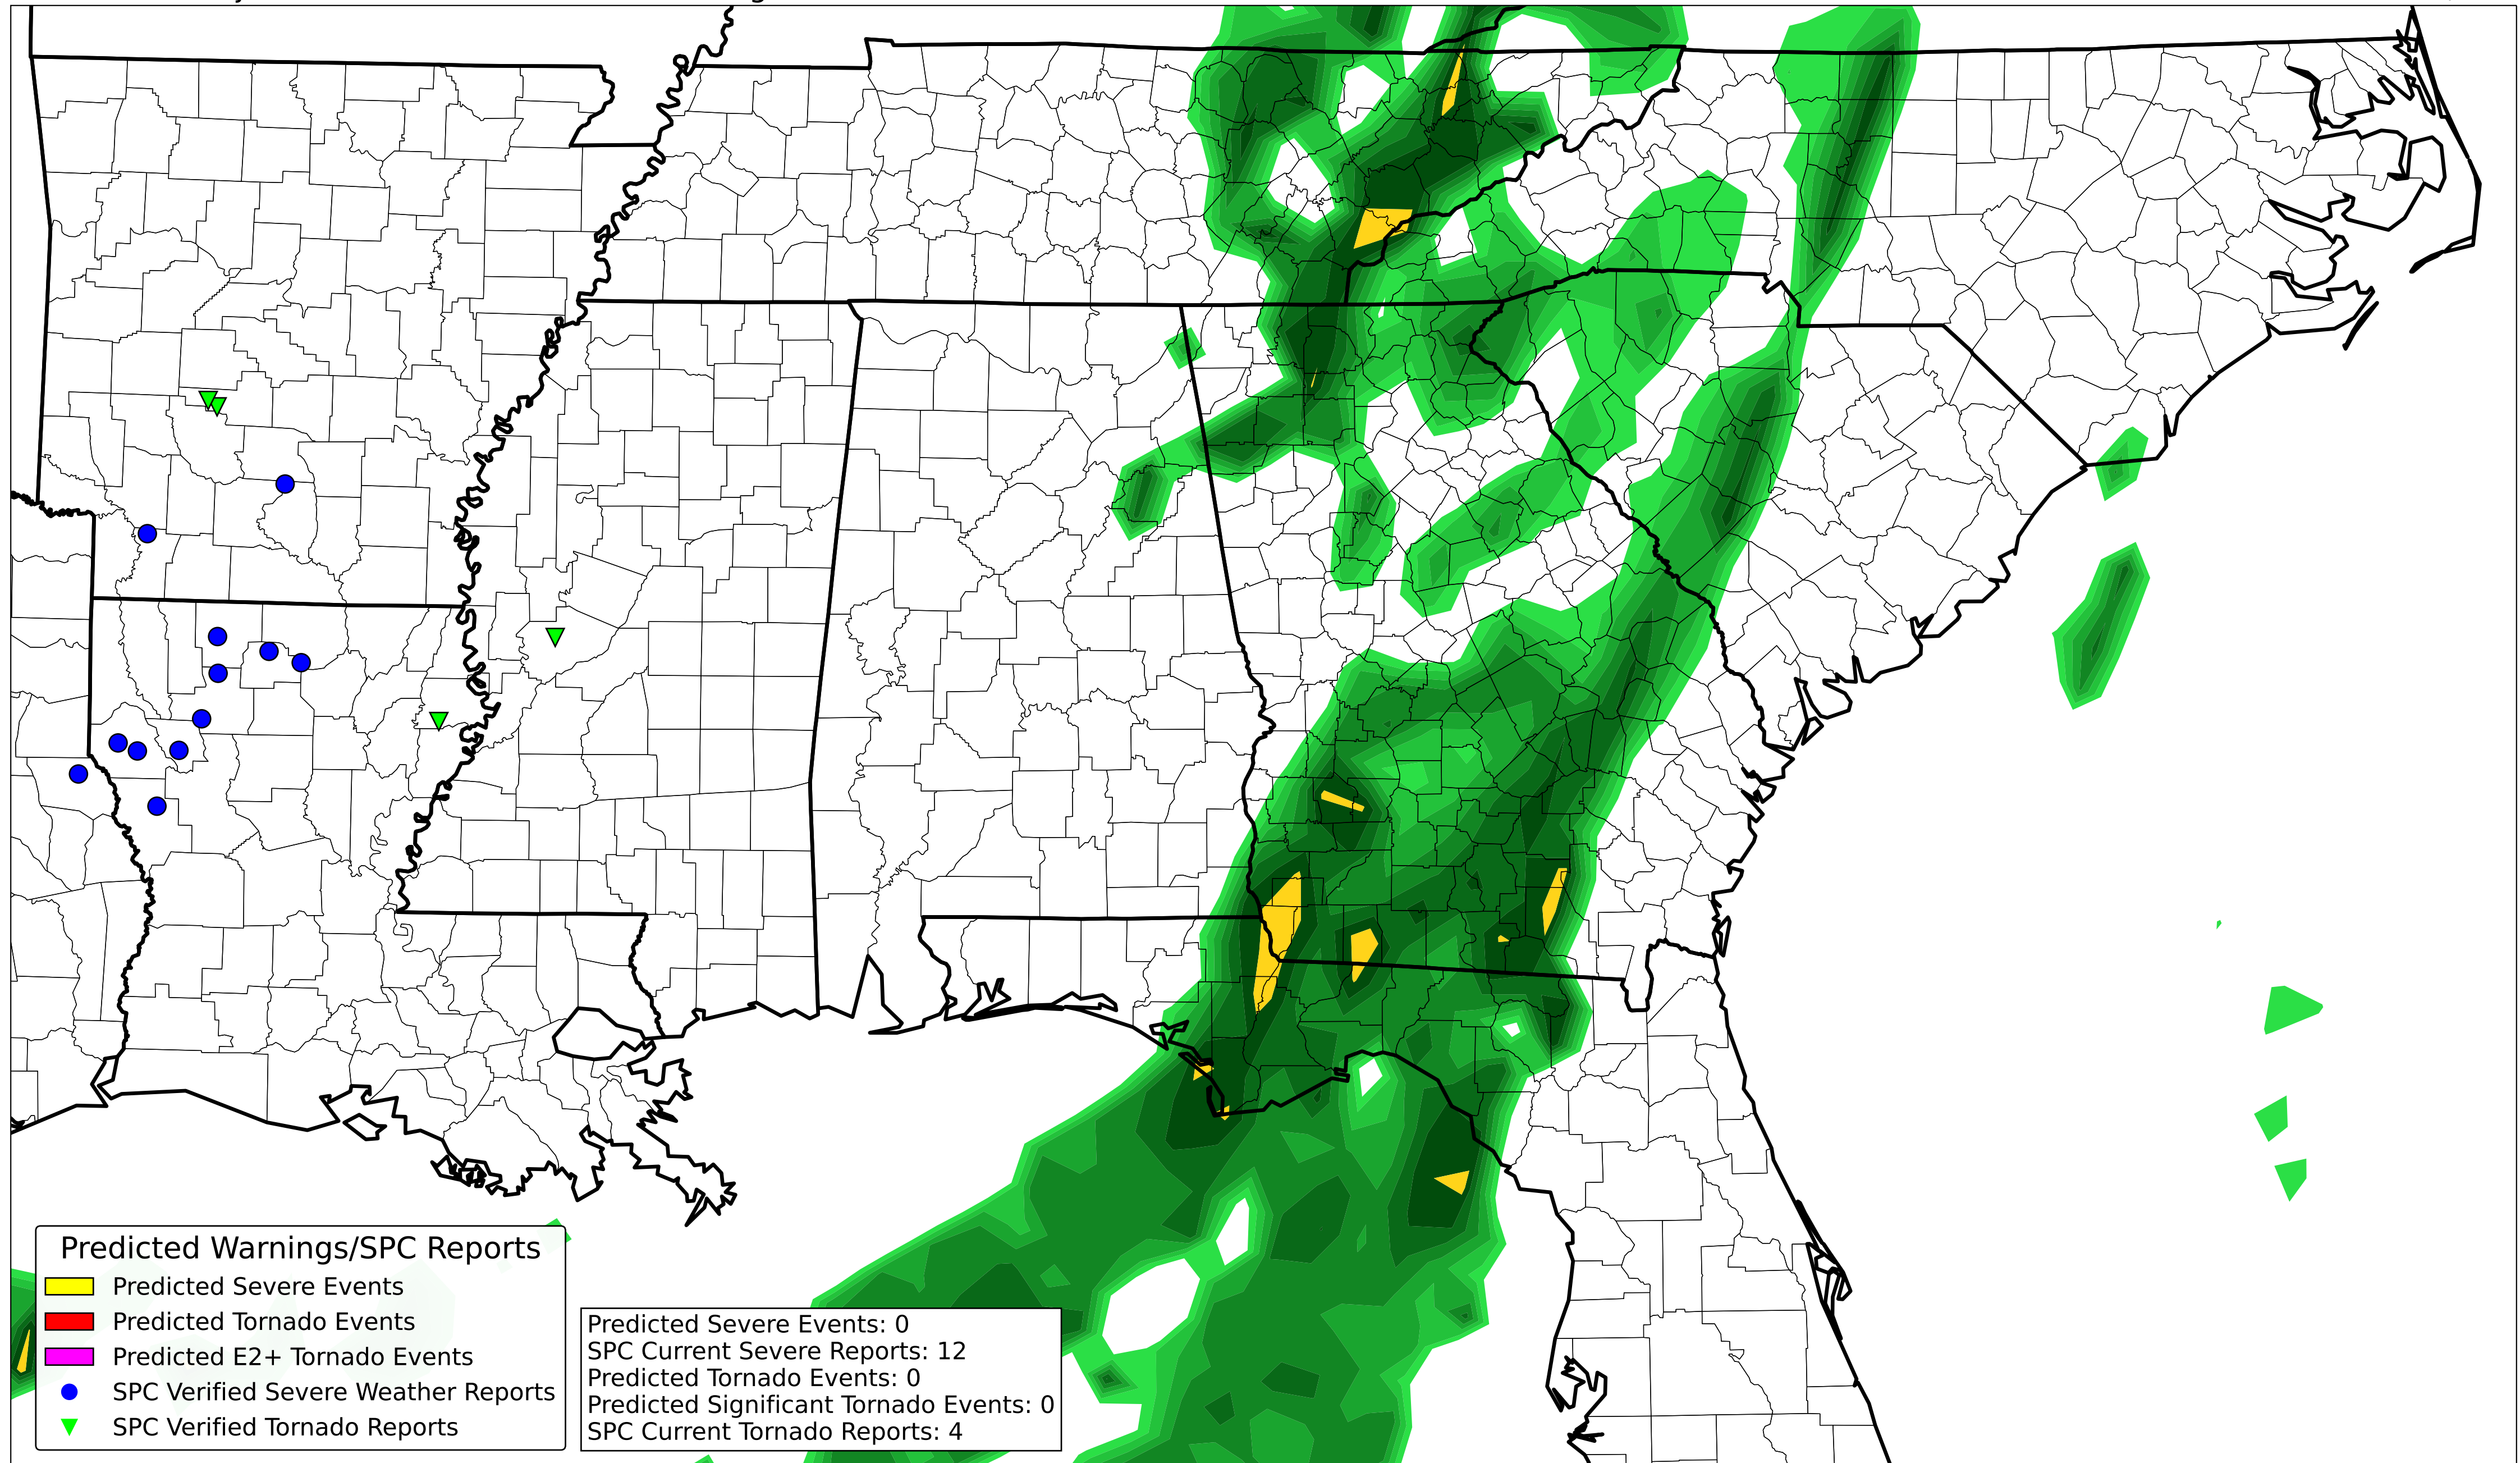 Predicted Warnings/SPC Reports
Predicted Severe Events
Predicted Tornado Events
Predicted E2+ Tornado Events
SPC Verified Severe Weather Reports
SPC Verified Tornado Reports
Predicted Severe Events: 0
SPC Current Severe Reports: 12
Predicted Tornado Events: 0
Predicted Significant Tornado Events: 0
SPC Current Tornado Reports: 4